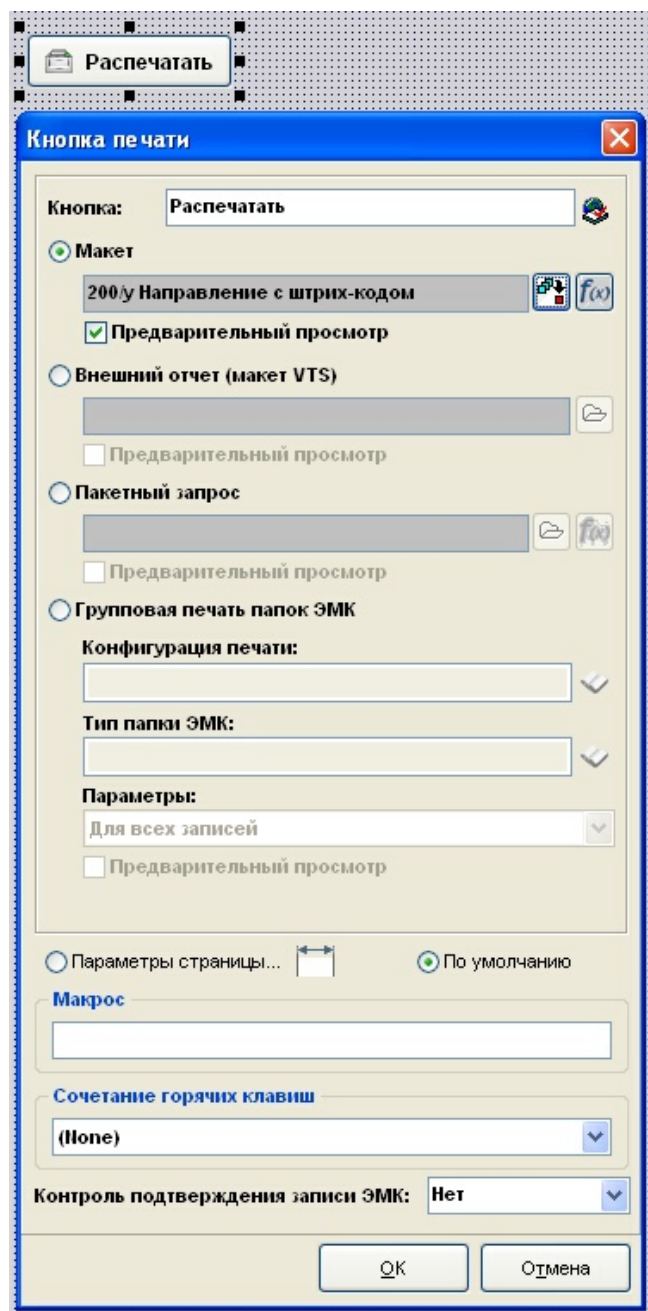 Распечатать
Кнопка печати
Кнопка: Распечатать
Макет
200/у Направление с штрих-кодом f(x)
Предварительный просмотр
Внешний отчет (макет VTS)
Предварительный просмотр
Пакетный запрос
f(x)
Предварительный просмотр
Групповая печать папок ЭМК
Конфигурация печати:
Тип папки ЭМК:
Параметры:
Для всех записей
Предварительный просмотр
Параметры страницы... По умолчанию
Макрос
Сочетание горячих клавиш
(None)
Контроль подтверждения записи ЭМК: Нет
OK Отмена